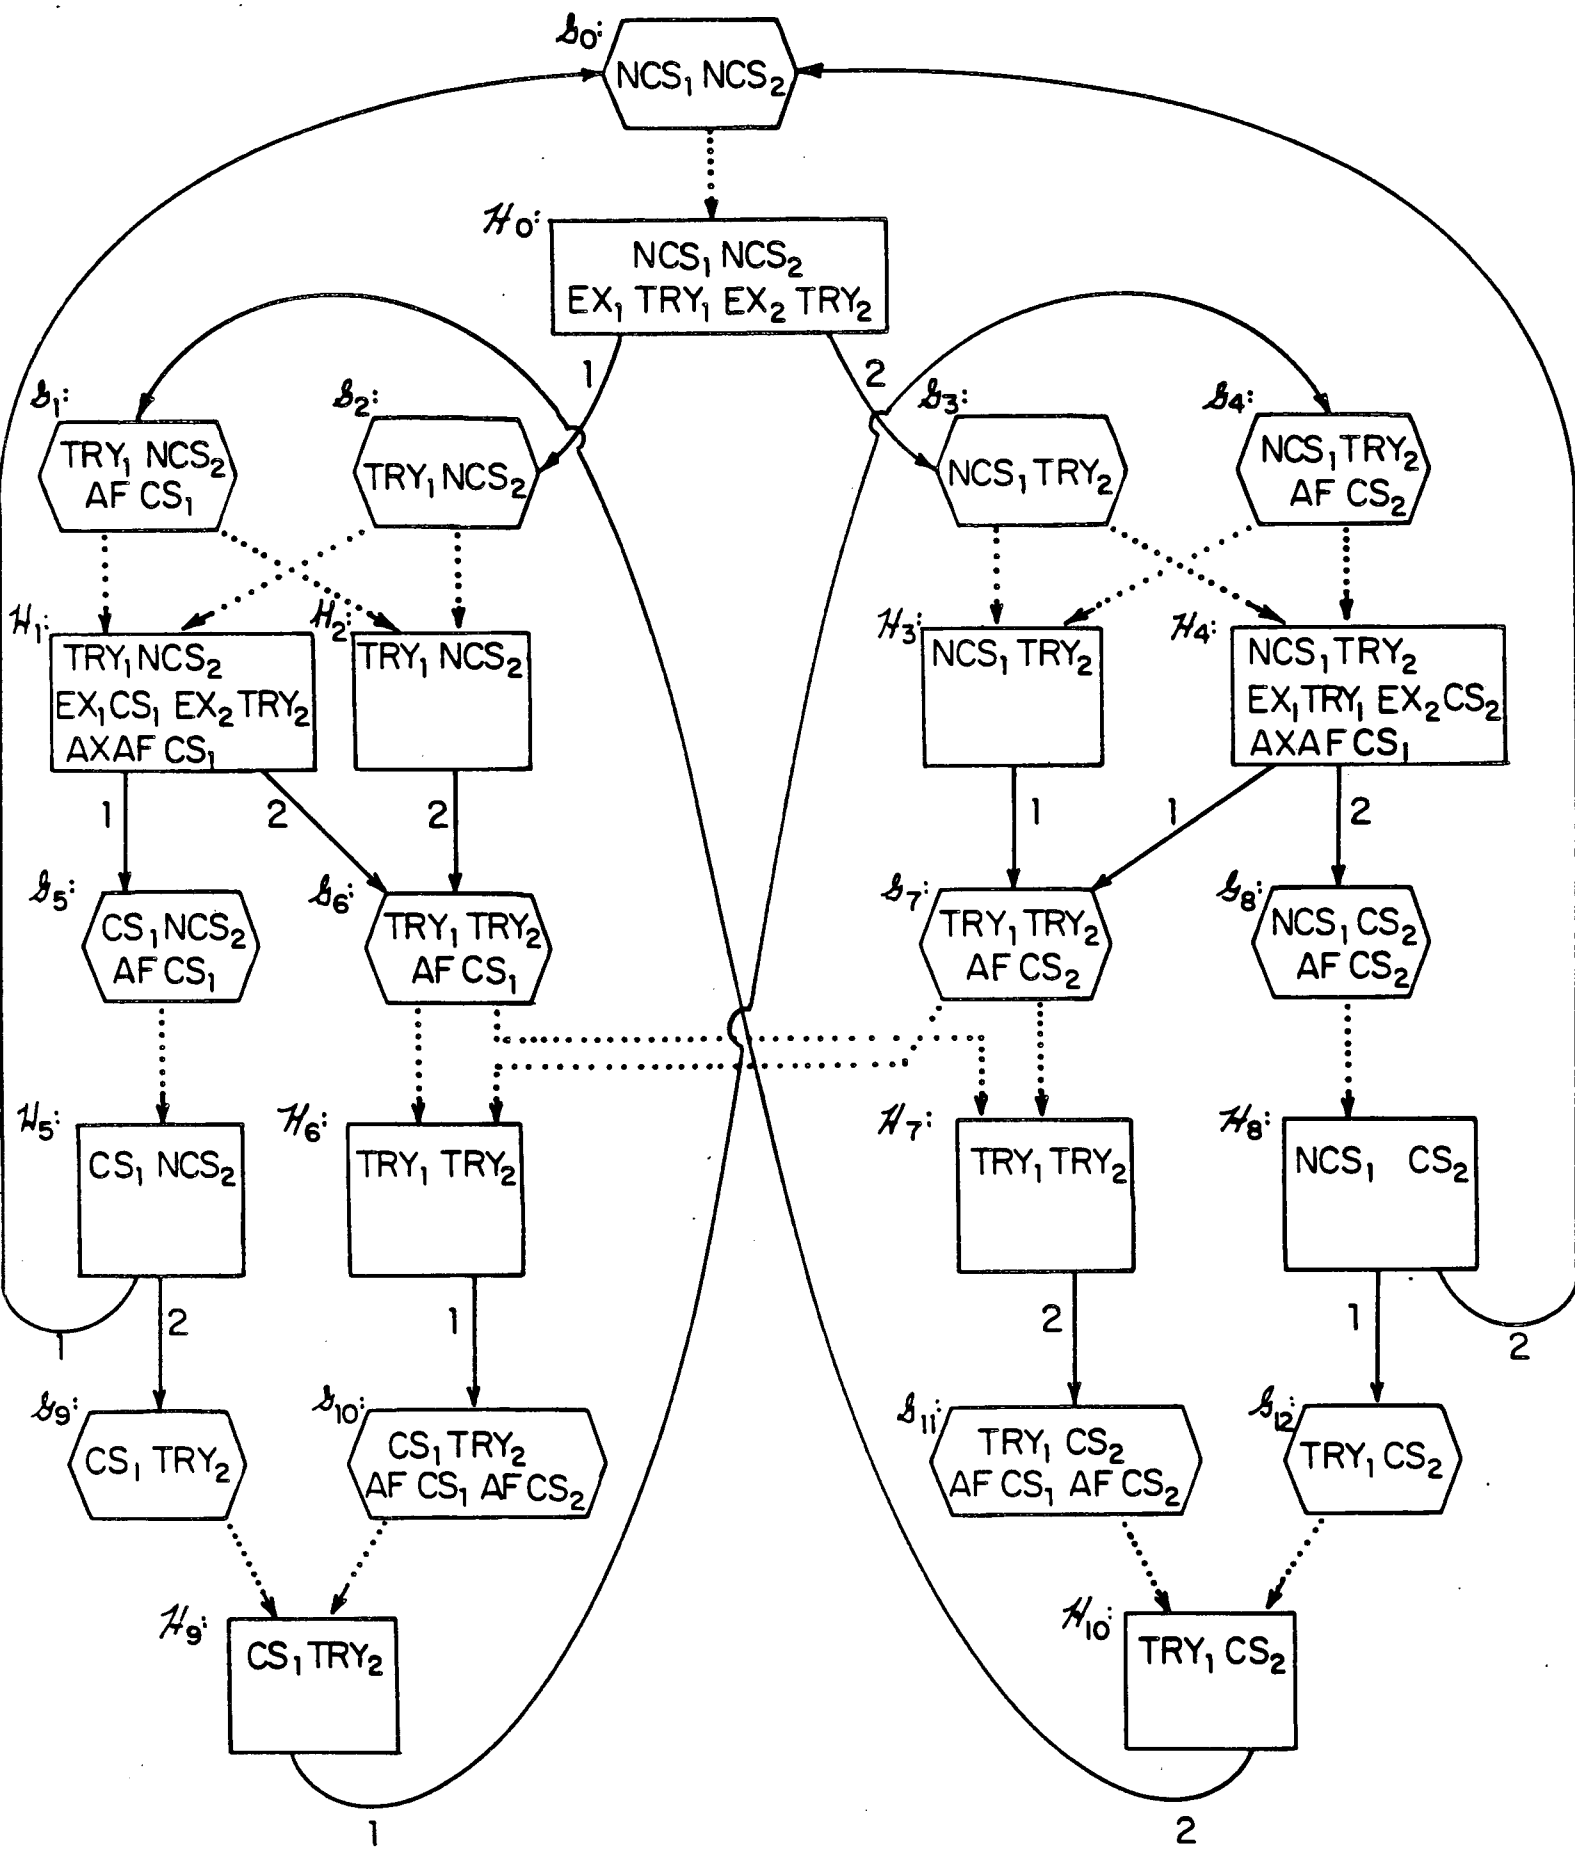 𝒢₀:
NCS₁ NCS₂
ℋ₀:
NCS₁ NCS₂
EX₁ TRY₁ EX₂ TRY₂
1
2
𝒢₁:
TRY₁ NCS₂
AF CS₁
𝒢₂:
TRY₁ NCS₂
𝒢₃:
NCS₁ TRY₂
𝒢₄:
NCS₁ TRY₂
AF CS₂
ℋ₁:
TRY₁ NCS₂
EX₁ CS₁ EX₂ TRY₂
AXAF CS₁
ℋ₂:
TRY₁ NCS₂
ℋ₃:
NCS₁ TRY₂
ℋ₄:
NCS₁ TRY₂
EX₁ TRY₁ EX₂ CS₂
AXAF CS₁
1
2
2
1
1
2
𝒢₅:
CS₁ NCS₂
AF CS₁
𝒢₆:
TRY₁ TRY₂
AF CS₁
𝒢₇:
TRY₁ TRY₂
AF CS₂
𝒢₈:
NCS₁ CS₂
AF CS₂
ℋ₅:
CS₁ NCS₂
ℋ₆:
TRY₁ TRY₂
ℋ₇:
TRY₁ TRY₂
ℋ₈:
NCS₁ CS₂
1
2
1
2
1
2
𝒢₉:
CS₁ TRY₂
𝒢₁₀:
CS₁ TRY₂
AF CS₁ AF CS₂
𝒢₁₁:
TRY₁ CS₂
AF CS₁ AF CS₂
𝒢₁₂:
TRY₁ CS₂
ℋ₉:
CS₁ TRY₂
ℋ₁₀:
TRY₁ CS₂
1
2